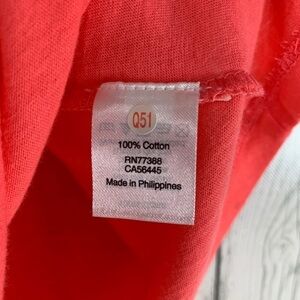 Q51
100% Cotton
RN77388
CA56445
Made in Philippines